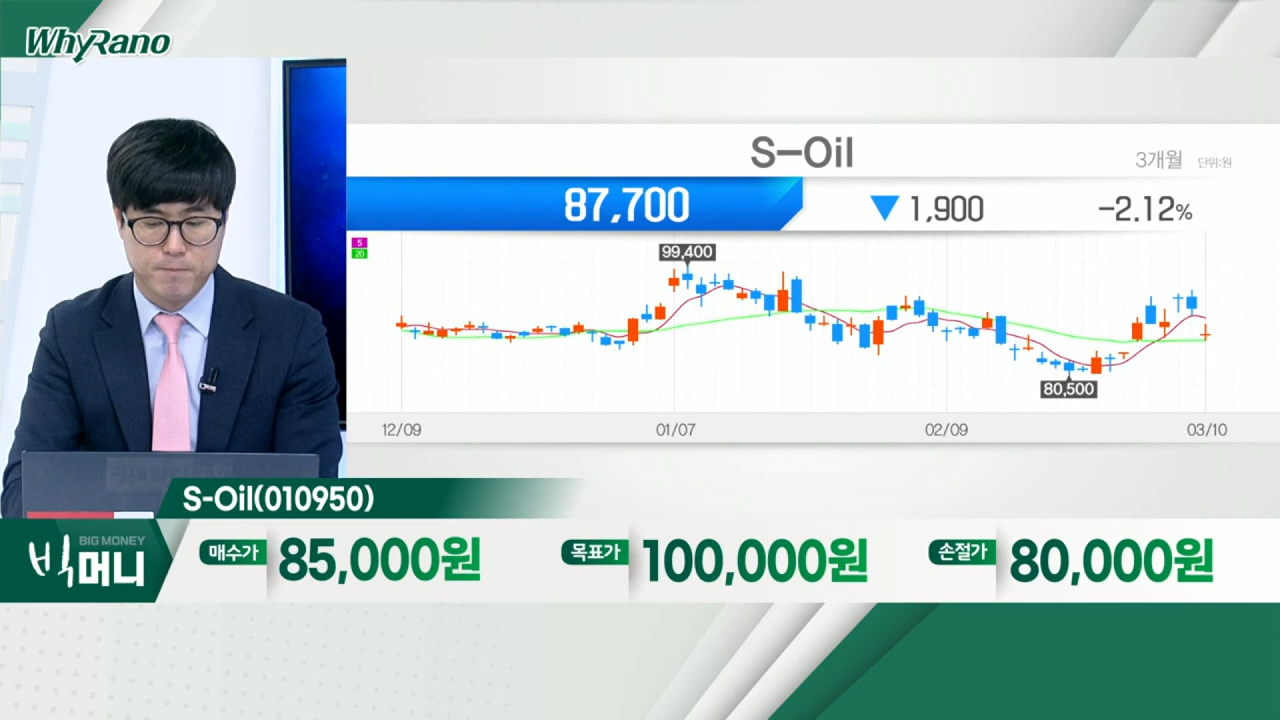 WhyRano
S-Oil
3개월 단위:원
87,700 ▼ 1,900 -2.12%
5
20
99,400
80,500
12/09 01/07 02/09 03/10
S-Oil(010950)
BIG MONEY
빅머니
매수가 85,000원 목표가 100,000원 손절가 80,000원